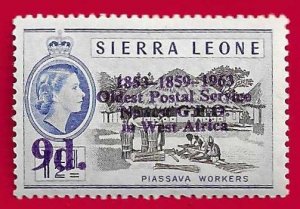 SIERRA LEONE
1853-1859-1963
Oldest Postal Service
in West Africa
9d.
PIASSAVA WORKERS